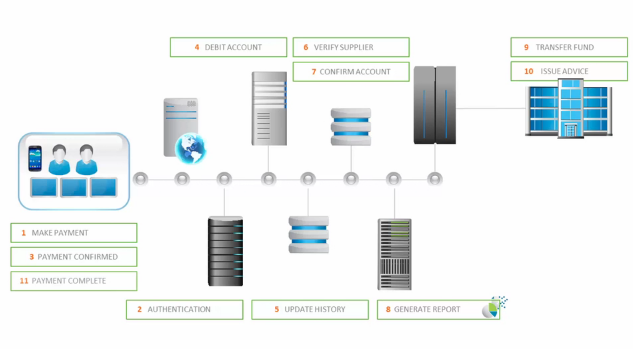 4 DEBIT ACCOUNT
6 VERIFY SUPPLIER
7 CONFIRM ACCOUNT
9 TRANSFER FUND
10 ISSUE ADVICE
1 MAKE PAYMENT
3 PAYMENT CONFIRMED
11 PAYMENT COMPLETE
2 AUTHENTICATION
5 UPDATE HISTORY
8 GENERATE REPORT